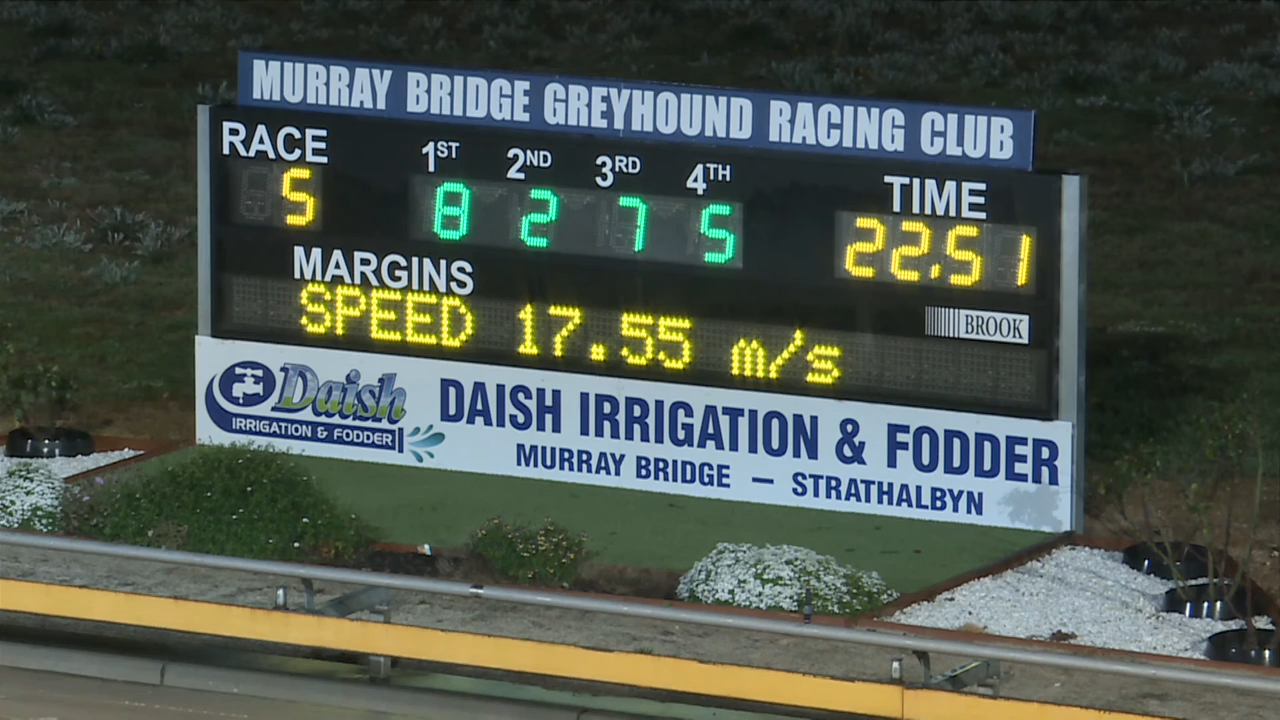 MURRAY BRIDGE GREYHOUND RACING CLUB
RACE 1ST 2ND 3RD 4TH TIME
5 8 2 7 5 22.51
MARGINS
SPEED 17.55 m/s
BROOK
Daish
IRRIGATION & FODDER
DAISH IRRIGATION & FODDER
MURRAY BRIDGE – STRATHALBYN